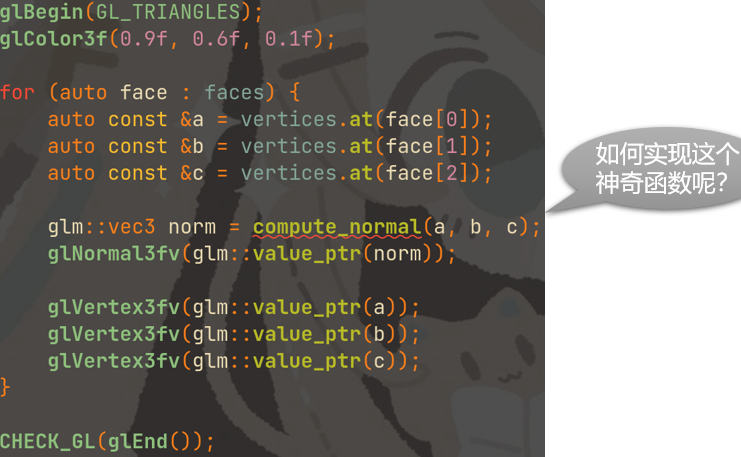 glBegin(GL_TRIANGLES);
glColor3f(0.9f, 0.6f, 0.1f);
for (auto face : faces) {
    auto const &a = vertices.at(face[0]);
    auto const &b = vertices.at(face[1]);
    auto const &c = vertices.at(face[2]);
    glm::vec3 norm = compute_normal(a, b, c);
    glNormal3fv(glm::value_ptr(norm));
    glVertex3fv(glm::value_ptr(a));
    glVertex3fv(glm::value_ptr(b));
    glVertex3fv(glm::value_ptr(c));
}
CHECK_GL(glEnd());
如何实现这个
神奇函数呢?